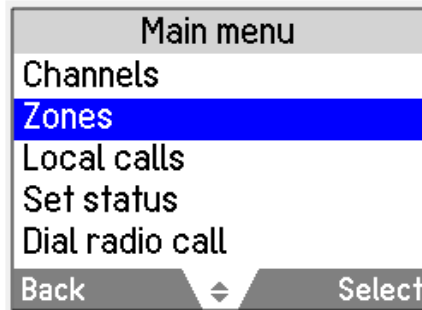 Main menu
Channels
Zones
Local calls
Set status
Dial radio call
Back Select